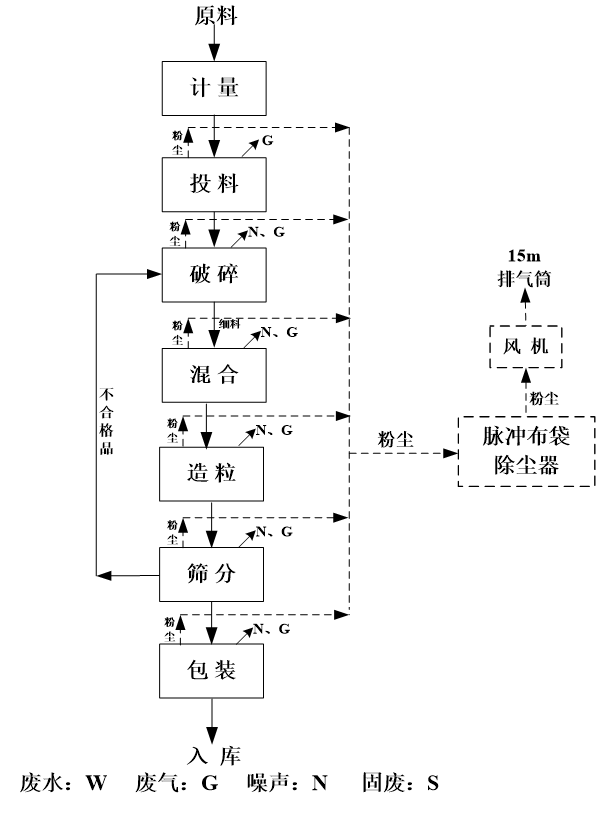 原料
计量
粉尘
G
投料
粉尘
N、G
破碎
细料
粉尘
N、G
混合
粉尘
N、G
造粒
粉尘
N、G
筛分
粉尘
N、G
包装
入库
不合格品
粉尘
脉冲布袋
除尘器
粉尘
风机
15m
排气筒
废水：W 废气：G 噪声：N 固废：S